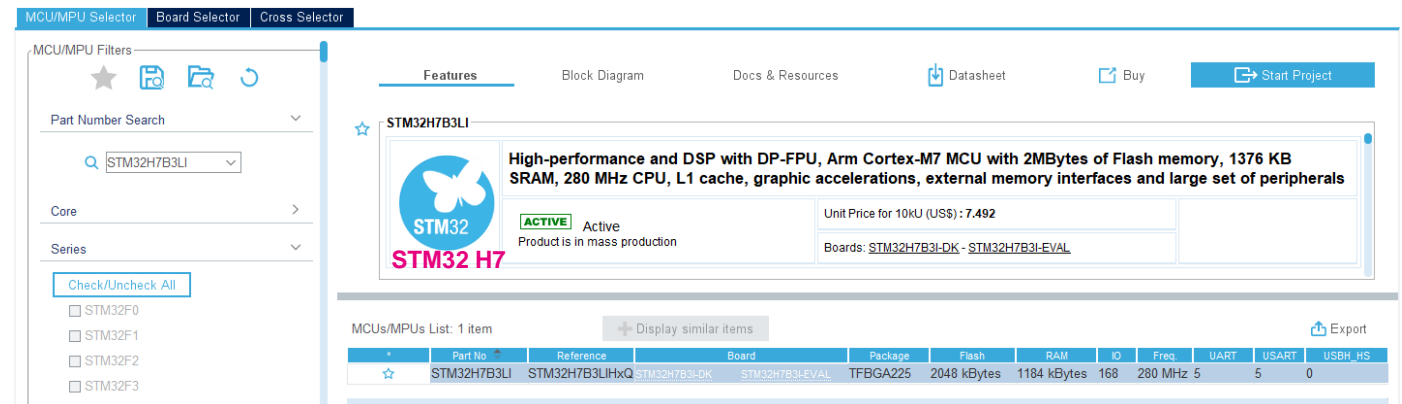 MCU/MPU Selector Board Selector Cross Selector
MCU/MPU Filters
Features Block Diagram Docs & Resources Datasheet Buy Start Project
Part Number Search
STM32H7B3LI
Core
Series
Check/Uncheck All
STM32F0
STM32F1
STM32F2
STM32F3
STM32H7B3LI
STM32
STM32 H7
High-performance and DSP with DP-FPU, Arm Cortex-M7 MCU with 2MBytes of Flash memory, 1376 KB
SRAM, 280 MHz CPU, L1 cache, graphic accelerations, external memory interfaces and large set of peripherals
ACTIVE Active
Product is in mass production
Unit Price for 10kU (US$) : 7.492
Boards: STM32H7B3I-DK - STM32H7B3I-EVAL
MCUs/MPUs List: 1 item Display similar items Export
* Part No Reference Board Package Flash RAM IO Freq. UART USART USBH_HS
STM32H7B3LI STM32H7B3LIHxQ STM32H7B3I-DK STM32H7B3I-EVAL TFBGA225 2048 kBytes 1184 kBytes 168 280 MHz 5 5 0